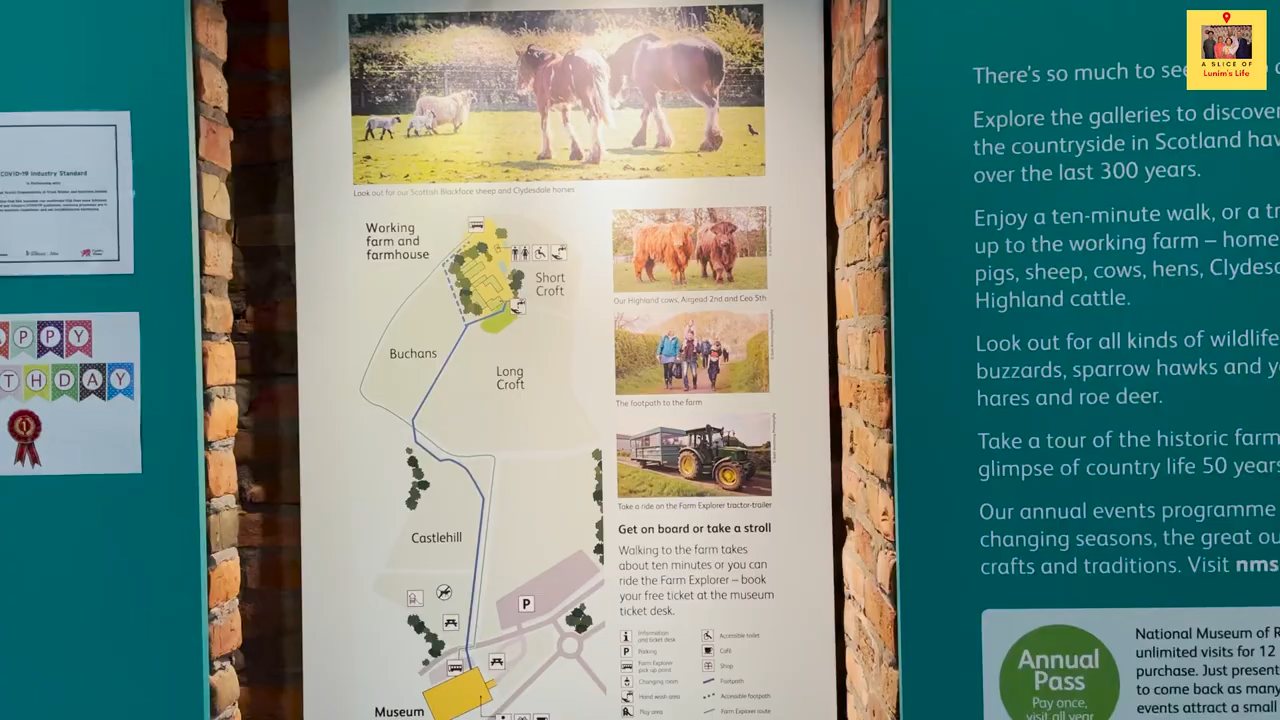 A SLICE OF
Lunim's Life
COVID-19 Industry Standard
APPY
THDAY
1
Look out for our Scottish Blackface sheep and Clydesdale horses
Working
farm and
farmhouse
Short
Croft
Buchans
Long
Croft
Castlehill
P
Museum
Our Highland cows, Airgead 2nd and Ceo 5th
The footpath to the farm
Take a ride on the Farm Explorer tractor-trailer
Get on board or take a stroll
Walking to the farm takes
about ten minutes or you can
ride the Farm Explorer – book
your free ticket at the museum
ticket desk.
i Information
and ticket desk
P Parking
Farm Explorer
pick up point
Changing room
Hand wash area
Play area
Accessible toilet
Café
Shop
Footpath
Accessible footpath
Farm Explorer route
There's so much to see
Explore the galleries to discover
the countryside in Scotland hav
over the last 300 years.
Enjoy a ten-minute walk, or a tr
up to the working farm – home
pigs, sheep, cows, hens, Clydesd
Highland cattle.
Look out for all kinds of wildlife
buzzards, sparrow hawks and ye
hares and roe deer.
Take a tour of the historic farm
glimpse of country life 50 years
Our annual events programme
changing seasons, the great ou
crafts and traditions. Visit nms
Annual
Pass
Pay once,
visit all year
National Museum of R
unlimited visits for 12
purchase. Just present
to come back as many
events attract a small